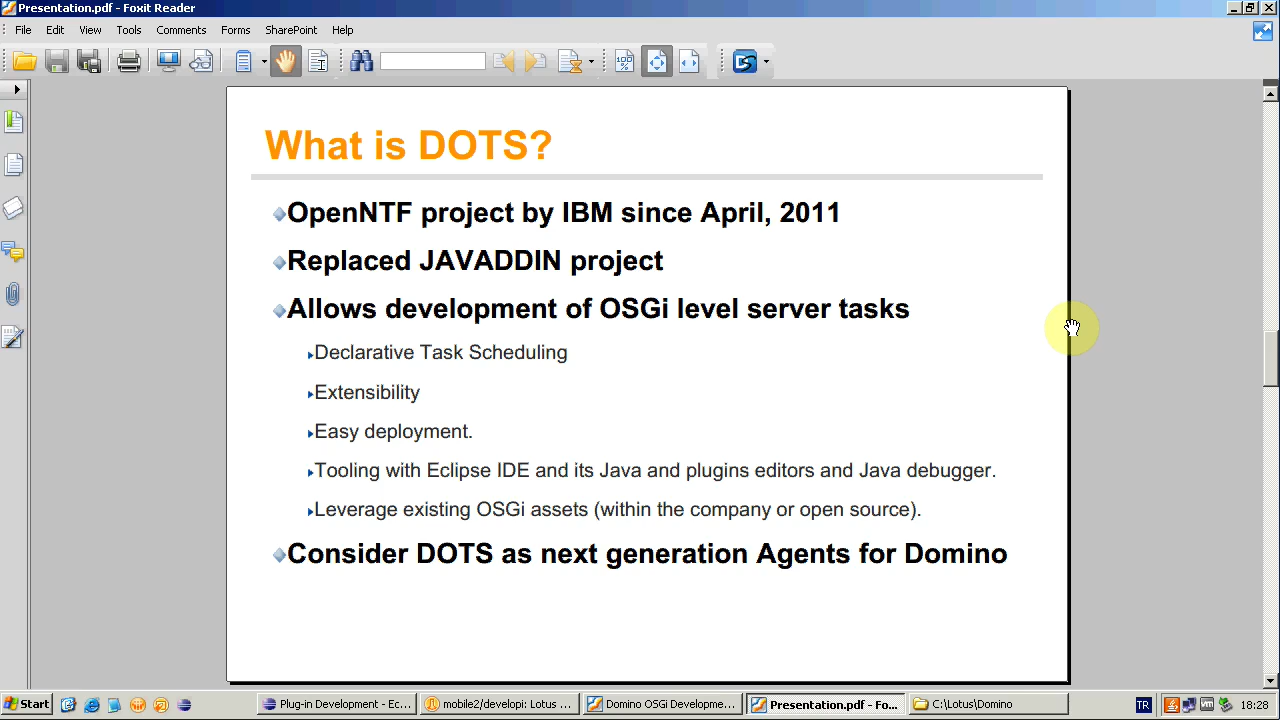 Presentation.pdf - Foxit Reader
File Edit View Tools Comments Forms SharePoint Help
What is DOTS?
OpenNTF project by IBM since April, 2011
Replaced JAVADDIN project
Allows development of OSGi level server tasks
Declarative Task Scheduling
Extensibility
Easy deployment.
Tooling with Eclipse IDE and its Java and plugins editors and Java debugger.
Leverage existing OSGi assets (within the company or open source).
Consider DOTS as next generation Agents for Domino
Start Plug-in Development - Ec... mobile2/developi: Lotus ... Domino OSGi Developme... Presentation.pdf - Fo... C:\Lotus\Domino TR 18:28